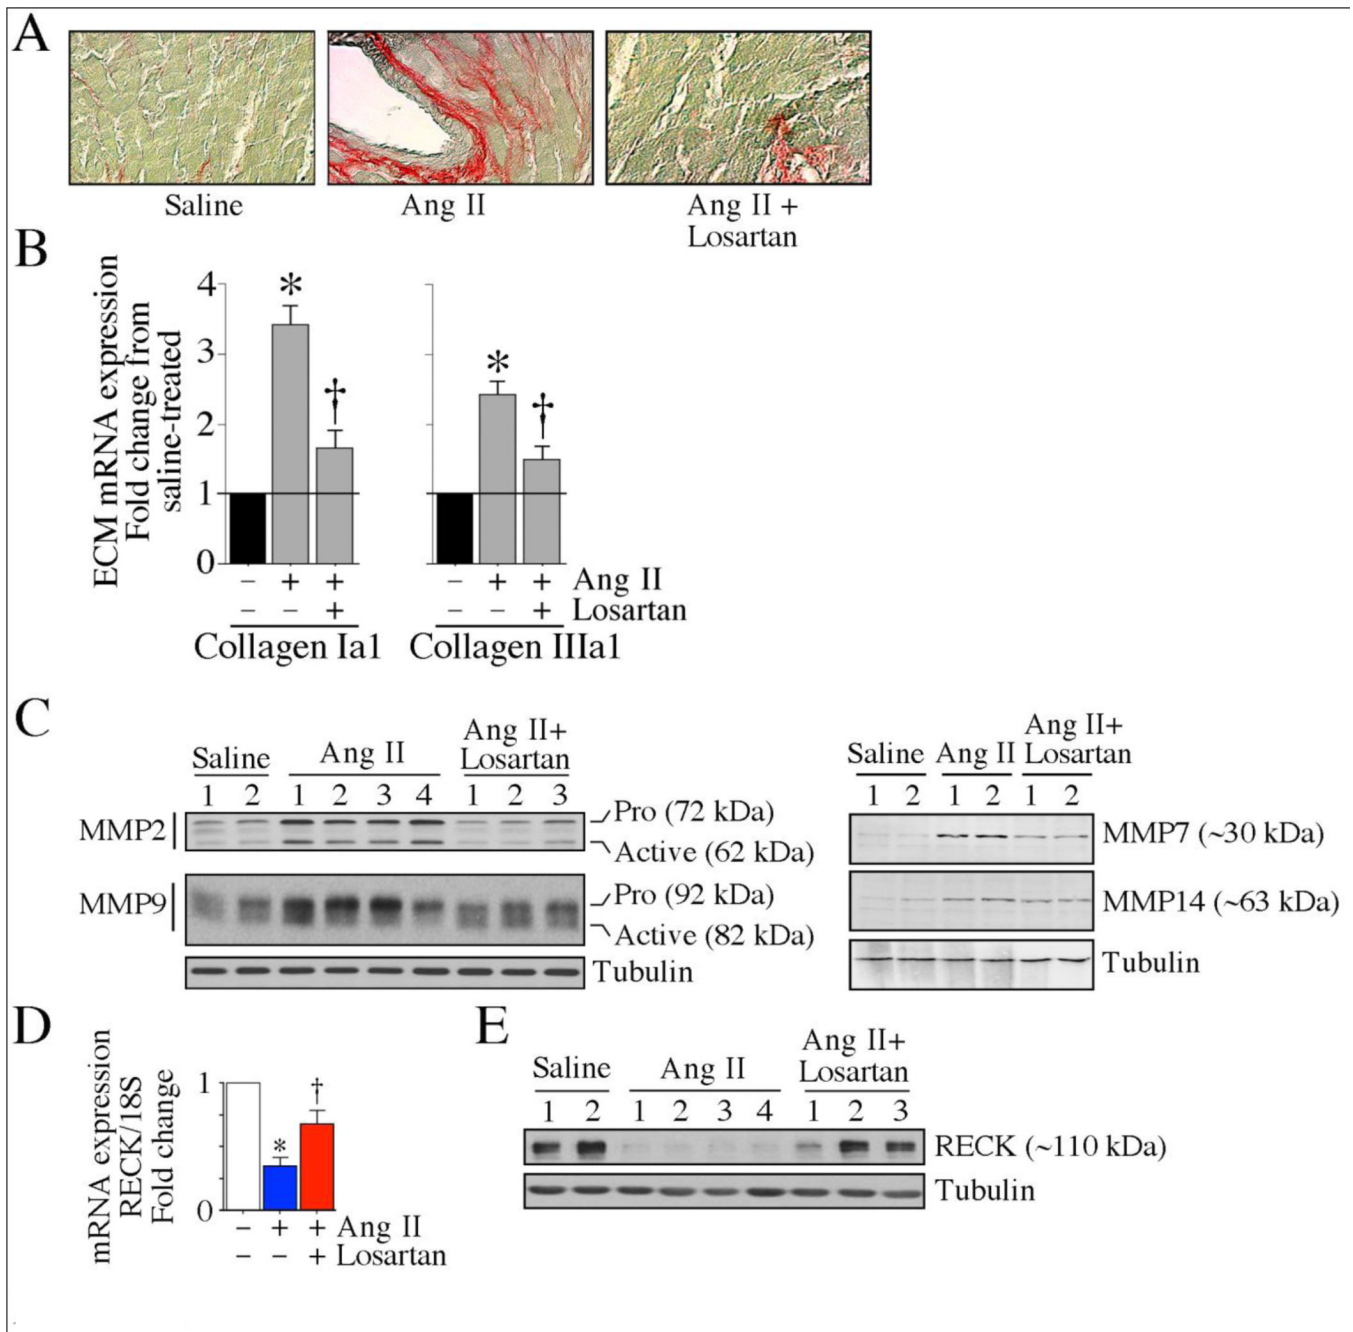 A
Saline
Ang II
Ang II +
Losartan
B
ECM mRNA expression
Fold change from
saline-treated
4
3
2
1
0
*
†
*
†
− + + Ang II
− − + Losartan
− + +
− − +
Collagen Ia1
Collagen IIIa1
C
Saline
Ang II
Ang II+
Losartan
1 2 1 2 3 4 1 2 3
MMP2
Pro (72 kDa)
Active (62 kDa)
MMP9
Pro (92 kDa)
Active (82 kDa)
Tubulin
Saline
Ang II
Ang II+
Losartan
1 2 1 2 1 2
MMP7 (~30 kDa)
MMP14 (~63 kDa)
Tubulin
D
mRNA expression
RECK/18S
Fold change
1
0
*
†
− + + Ang II
− − + Losartan
E
Saline
Ang II
Ang II+
Losartan
1 2 1 2 3 4 1 2 3
RECK (~110 kDa)
Tubulin